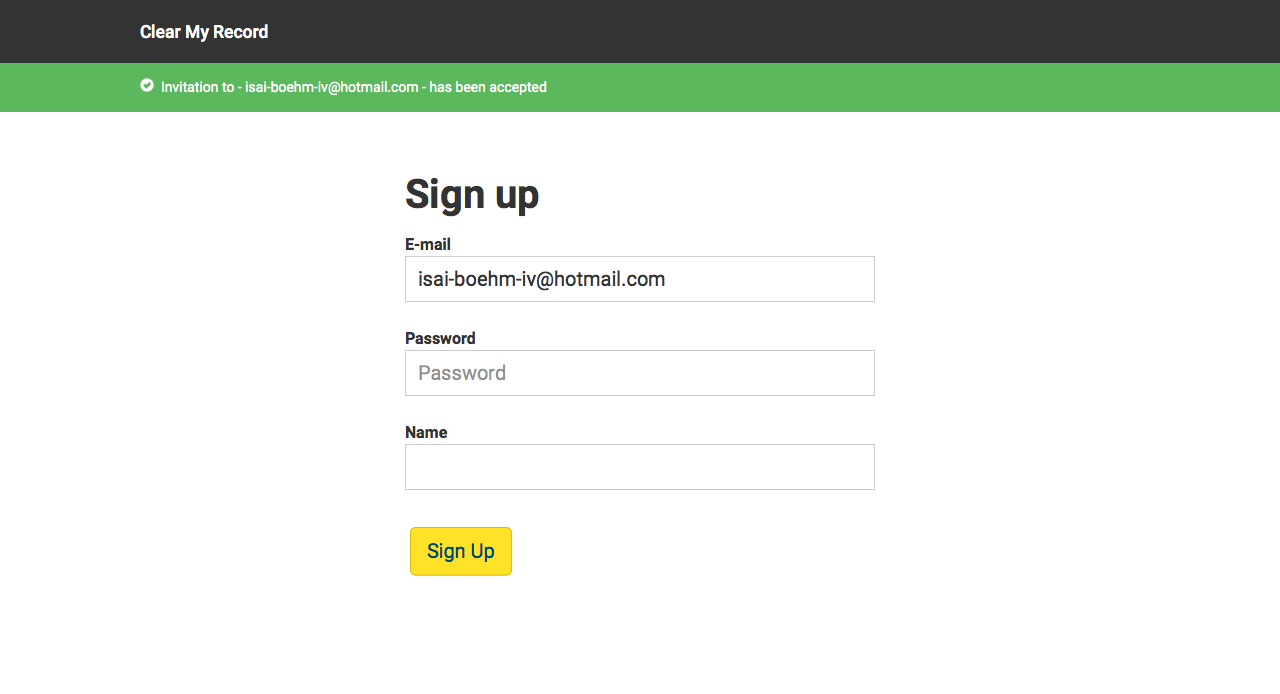 Clear My Record
Invitation to - isai-boehm-iv@hotmail.com - has been accepted
Sign up
E-mail
isai-boehm-iv@hotmail.com
Password
Password
Name
Sign Up